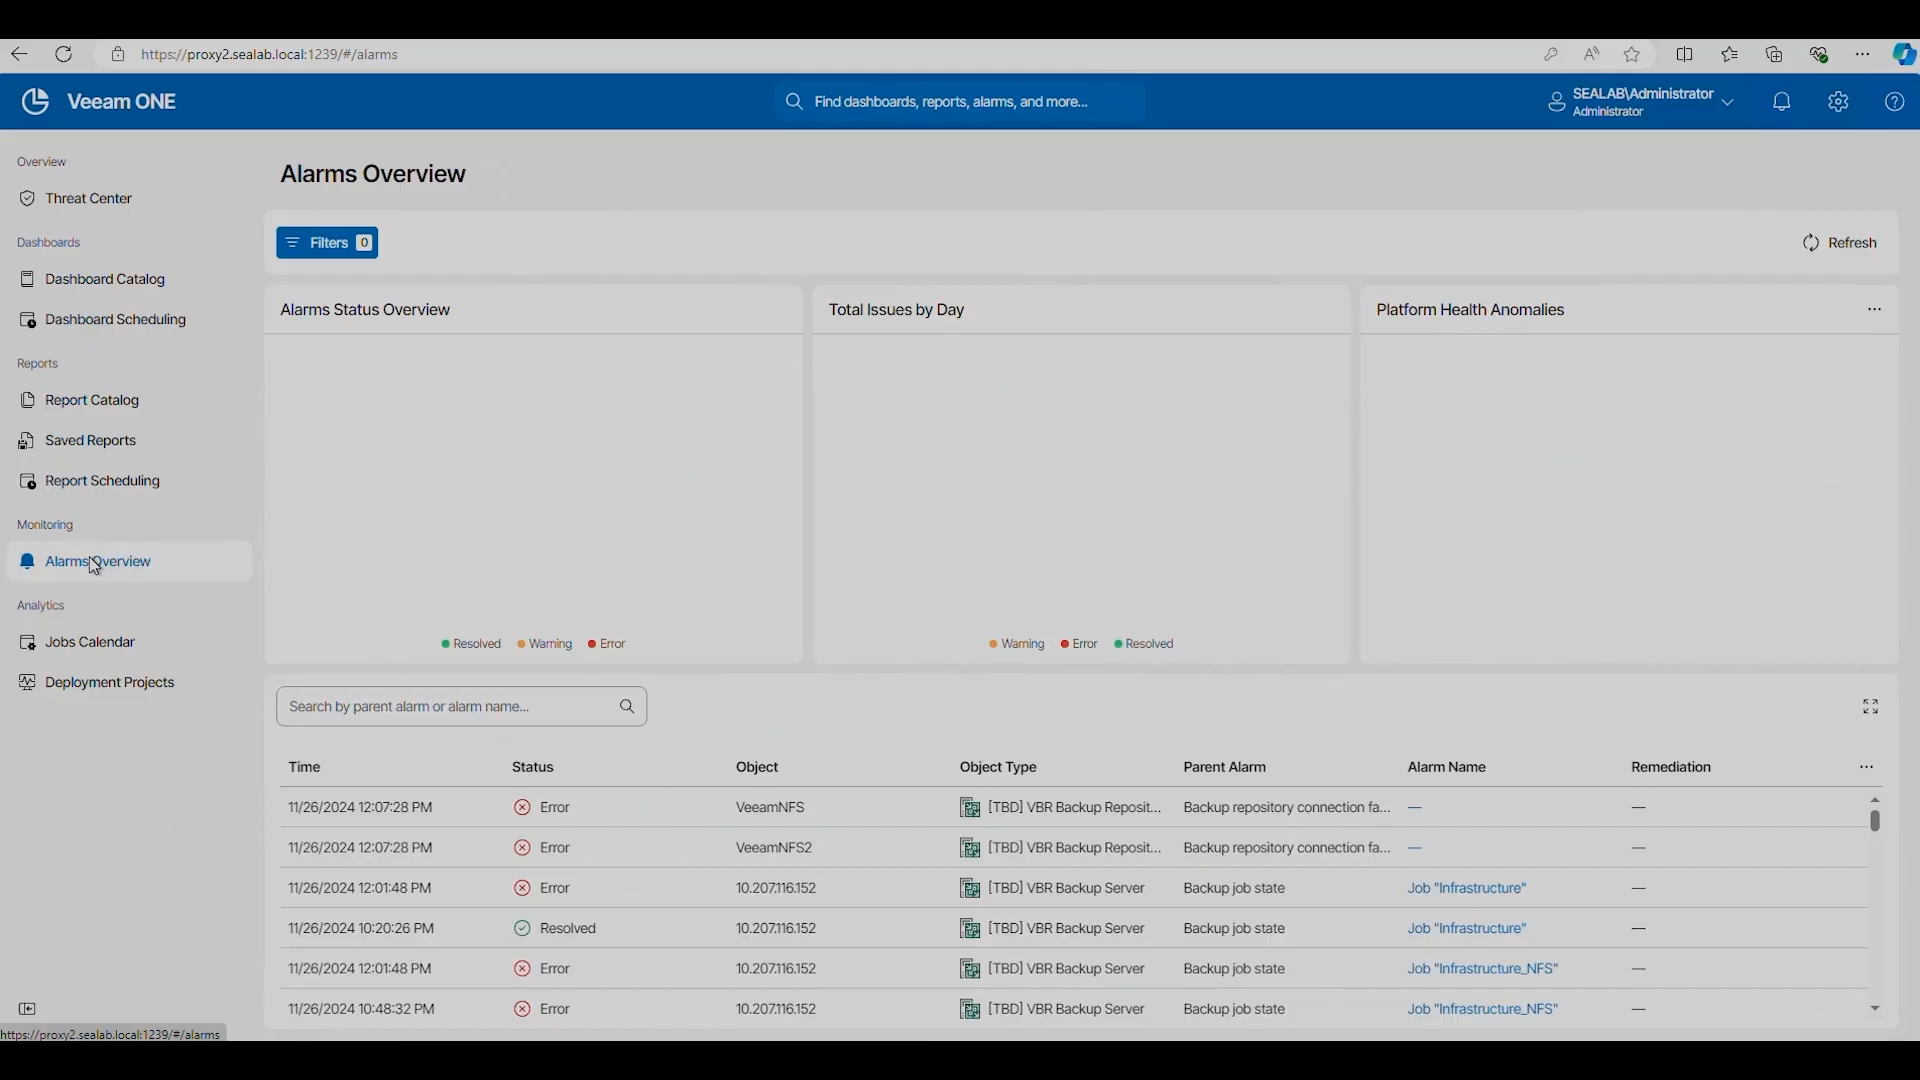 https://proxy2.sealab.local:1239/#/alarms
Veeam ONE
Find dashboards, reports, alarms, and more...
SEALAB\Administrator
Administrator
Overview
Threat Center
Dashboards
Dashboard Catalog
Dashboard Scheduling
Reports
Report Catalog
Saved Reports
Report Scheduling
Monitoring
Alarms Overview
Analytics
Jobs Calendar
Deployment Projects
Alarms Overview
Filters 0
Refresh
Alarms Status Overview
Resolved Warning Error
Total Issues by Day
Warning Error Resolved
Platform Health Anomalies
Search by parent alarm or alarm name...
Time Status Object Object Type Parent Alarm Alarm Name Remediation
11/26/2024 12:07:28 PM Error VeeamNFS [TBD] VBR Backup Reposit... Backup repository connection fa... — —
11/26/2024 12:07:28 PM Error VeeamNFS2 [TBD] VBR Backup Reposit... Backup repository connection fa... — —
11/26/2024 12:01:48 PM Error 10.207.116.152 [TBD] VBR Backup Server Backup job state Job "Infrastructure" —
11/26/2024 10:20:26 PM Resolved 10.207.116.152 [TBD] VBR Backup Server Backup job state Job "Infrastructure" —
11/26/2024 12:01:48 PM Error 10.207.116.152 [TBD] VBR Backup Server Backup job state Job "Infrastructure_NFS" —
11/26/2024 10:48:32 PM Error 10.207.116.152 [TBD] VBR Backup Server Backup job state Job "Infrastructure_NFS" —
https://proxy2.sealab.local:1239/#/alarms